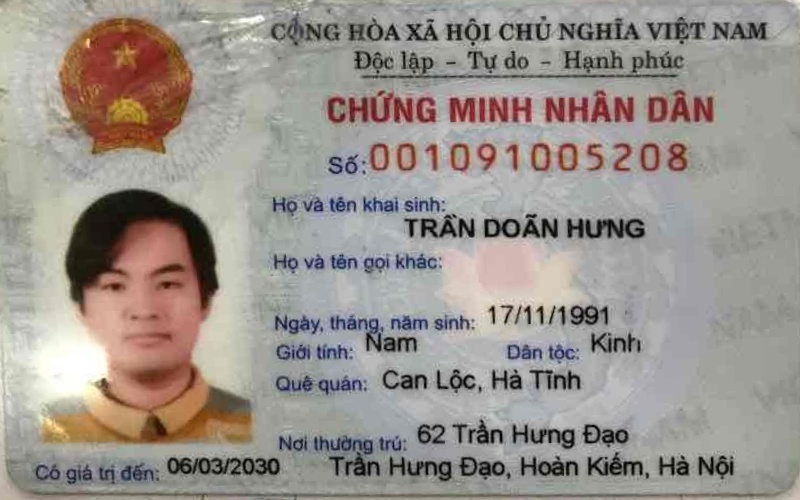 CỘNG HÒA XÃ HỘI CHỦ NGHĨA VIỆT NAM
Độc lập - Tự do - Hạnh phúc
CHỨNG MINH NHÂN DÂN
Số: 001091005208
Họ và tên khai sinh:
TRẦN DOÃN HƯNG
Họ và tên gọi khác:
Ngày, tháng, năm sinh: 17/11/1991
Giới tính: Nam Dân tộc: Kinh
Quê quán: Can Lộc, Hà Tĩnh
Nơi thường trú: 62 Trần Hưng Đạo
Có giá trị đến: 06/03/2030 Trần Hưng Đạo, Hoàn Kiếm, Hà Nội